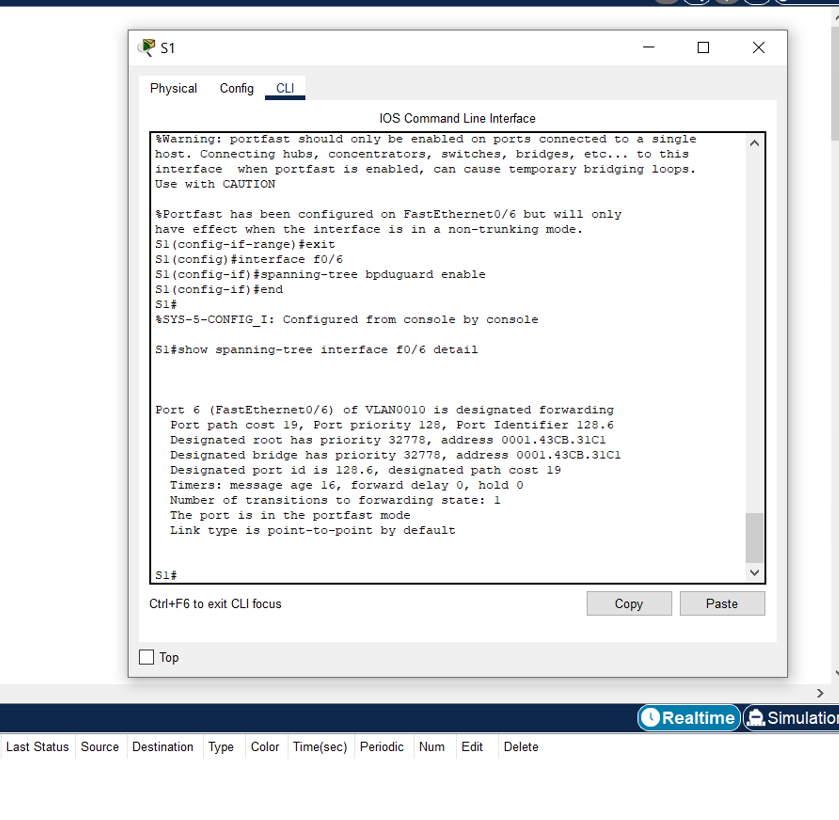 S1
Physical Config CLI
IOS Command Line Interface
%Warning: portfast should only be enabled on ports connected to a single
host. Connecting hubs, concentrators, switches, bridges, etc... to this
interface  when portfast is enabled, can cause temporary bridging loops.
Use with CAUTION
%Portfast has been configured on FastEthernet0/6 but will only
have effect when the interface is in a non-trunking mode.
S1(config-if-range)#exit
S1(config)#interface f0/6
S1(config-if)#spanning-tree bpduguard enable
S1(config-if)#end
S1#
%SYS-5-CONFIG_I: Configured from console by console
S1#show spanning-tree interface f0/6 detail
Port 6 (FastEthernet0/6) of VLAN0010 is designated forwarding
Port path cost 19, Port priority 128, Port Identifier 128.6
Designated root has priority 32778, address 0001.43CB.31C1
Designated bridge has priority 32778, address 0001.43CB.31C1
Designated port id is 128.6, designated path cost 19
Timers: message age 16, forward delay 0, hold 0
Number of transitions to forwarding state: 1
The port is in the portfast mode
Link type is point-to-point by default
S1#
Ctrl+F6 to exit CLI focus
Copy Paste
Top
Realtime Simulation
Last Status Source Destination Type Color Time(sec) Periodic Num Edit Delete